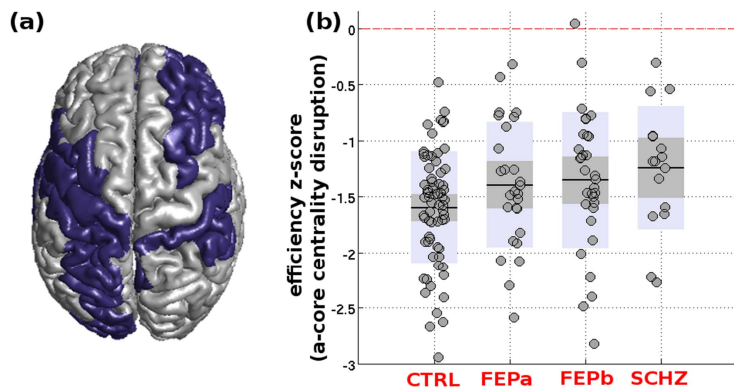 (a)
(b)
efficiency z-score
(a-core centrality disruption)
0
-0.5
-1
-1.5
-2
-2.5
-3
CTRL FEPa FEPb SCHZ